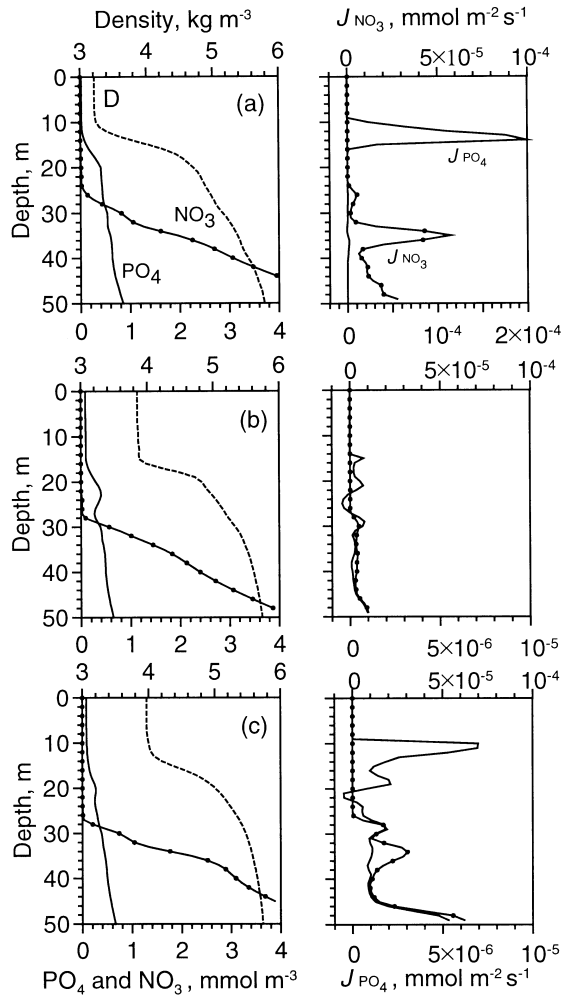 Density, kg m⁻³
J NO₃ , mmol m⁻² s⁻¹
3 4 5 6
0 5×10⁻⁵ 10⁻⁴
0
10
20
30
40
50
Depth, m
D
(a)
NO₃
PO₄
J PO₄
J NO₃
0 1 2 3 4
0 10⁻⁴ 2×10⁻⁴
3 4 5 6
0 5×10⁻⁵ 10⁻⁴
0
10
20
30
40
50
Depth, m
(b)
0 1 2 3 4
0 5×10⁻⁶ 10⁻⁵
3 4 5 6
0 5×10⁻⁵ 10⁻⁴
0
10
20
30
40
50
Depth, m
(c)
0 1 2 3 4
0 5×10⁻⁶ 10⁻⁵
PO₄ and NO₃ , mmol m⁻³
J PO₄ , mmol m⁻² s⁻¹